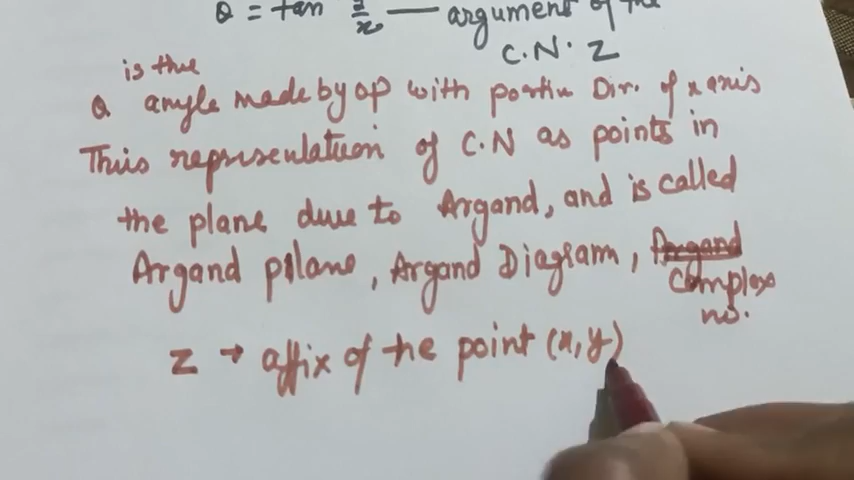 θ = tan y/x — argument of the
C.N. Z
is the
θ angle made by op with positiv Dir. of x axis
This representation of C.N as points in
the plane due to Argand, and is called
Argand plane, Argand Diagram, Argand
Complex
no.
Z → affix of the point (x, y)